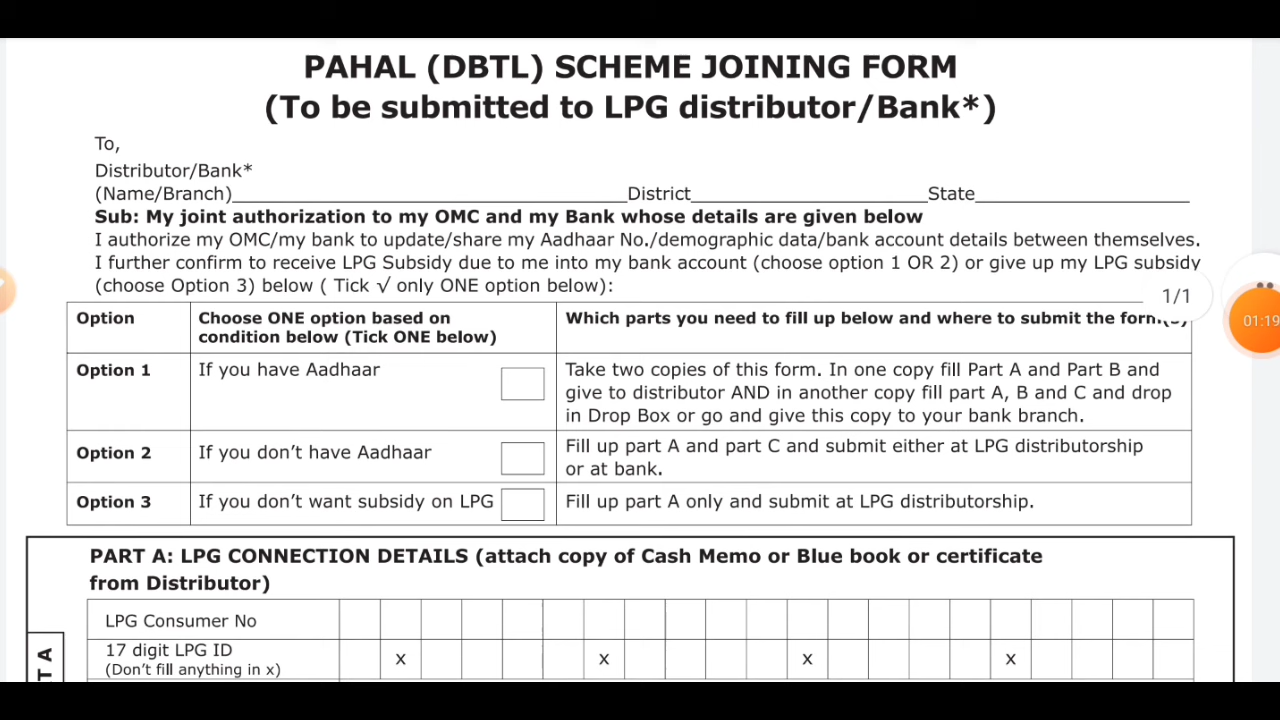 PAHAL (DBTL) SCHEME JOINING FORM
(To be submitted to LPG distributor/Bank*)
To,
Distributor/Bank*
(Name/Branch)____________________District____________State____________
Sub: My joint authorization to my OMC and my Bank whose details are given below
I authorize my OMC/my bank to update/share my Aadhaar No./demographic data/bank account details between themselves.
I further confirm to receive LPG Subsidy due to me into my bank account (choose option 1 OR 2) or give up my LPG subsidy
(choose Option 3) below ( Tick √ only ONE option below):
1/1
01:19
Option
Choose ONE option based on
condition below (Tick ONE below)
Which parts you need to fill up below and where to submit the form(s)
Option 1
If you have Aadhaar
Take two copies of this form. In one copy fill Part A and Part B and
give to distributor AND in another copy fill part A, B and C and drop
in Drop Box or go and give this copy to your bank branch.
Option 2
If you don't have Aadhaar
Fill up part A and part C and submit either at LPG distributorship
or at bank.
Option 3
If you don't want subsidy on LPG
Fill up part A only and submit at LPG distributorship.
PART A: LPG CONNECTION DETAILS (attach copy of Cash Memo or Blue book or certificate
from Distributor)
LPG Consumer No
17 digit LPG ID
(Don't fill anything in x)
x x x x
T A